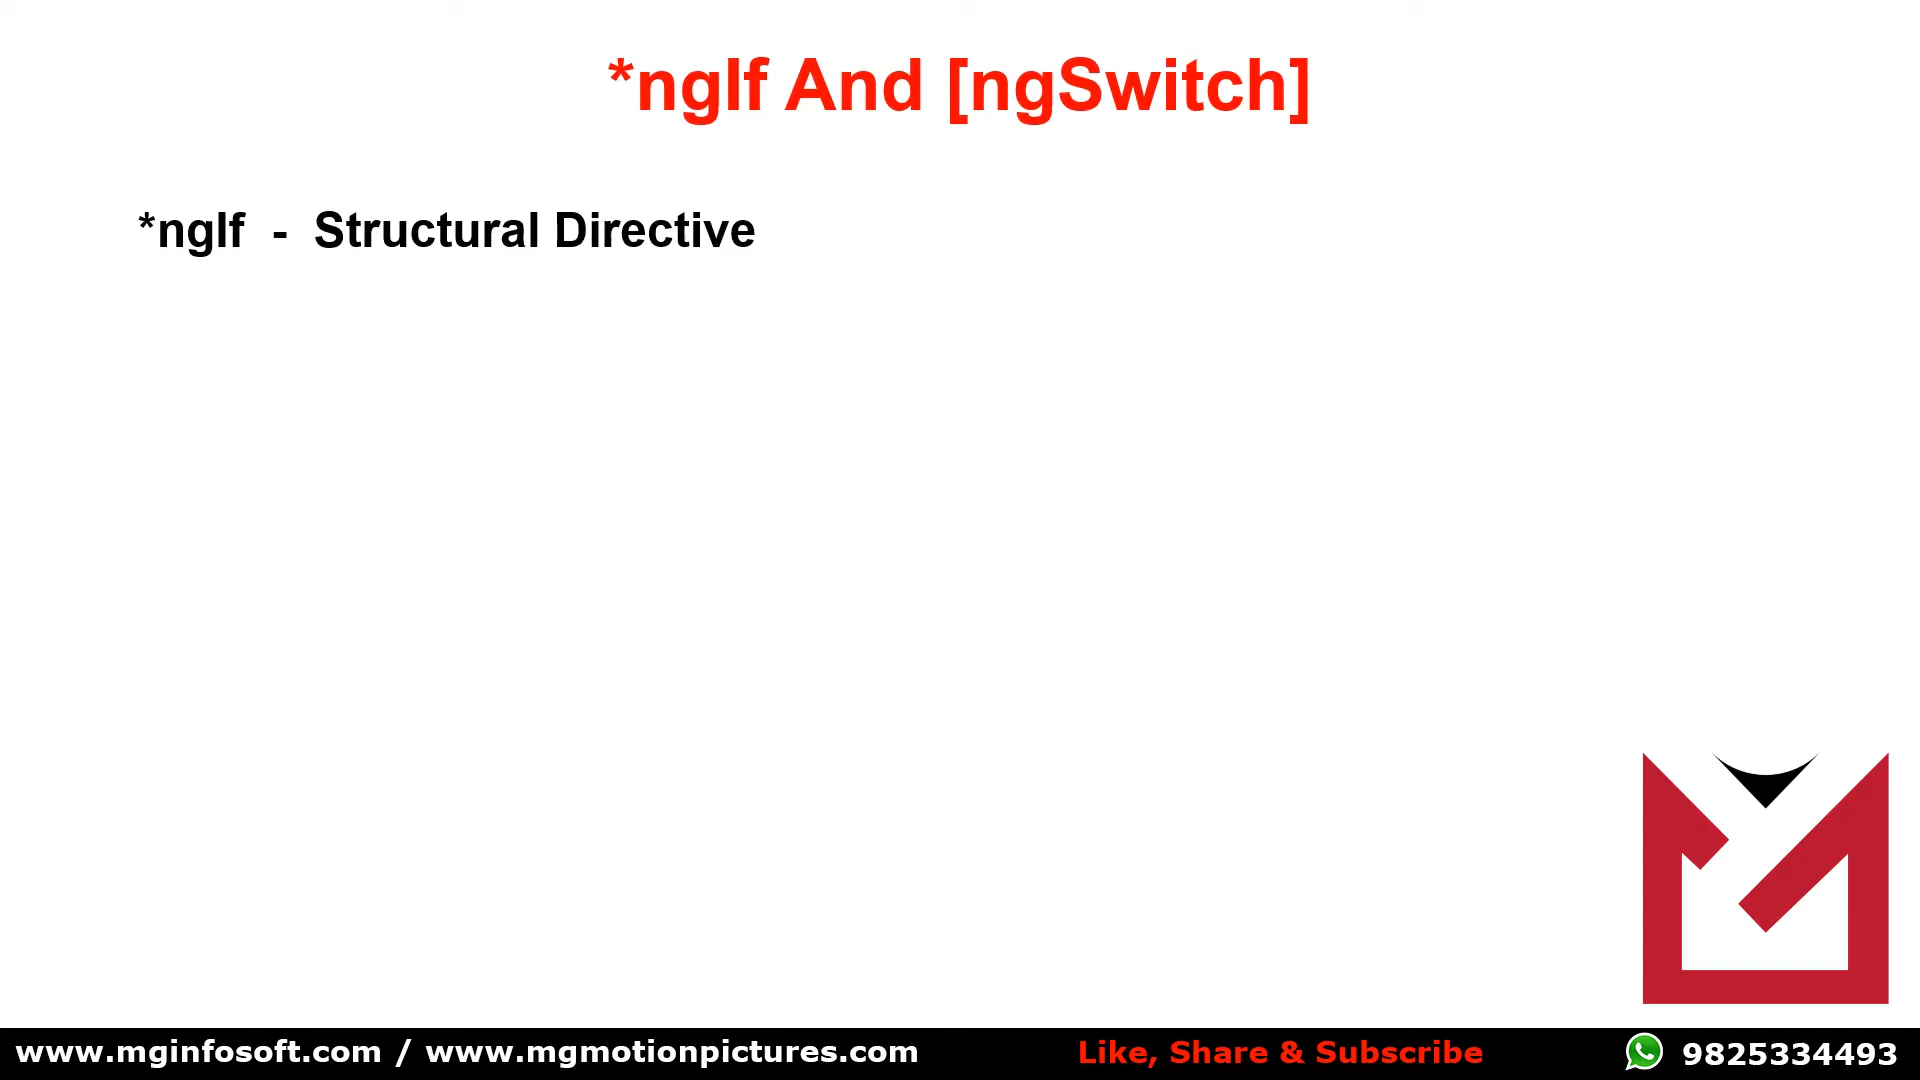 *ngIf And [ngSwitch]
*ngIf - Structural Directive
www.mginfosoft.com / www.mgmotionpictures.com Like, Share & Subscribe 9825334493